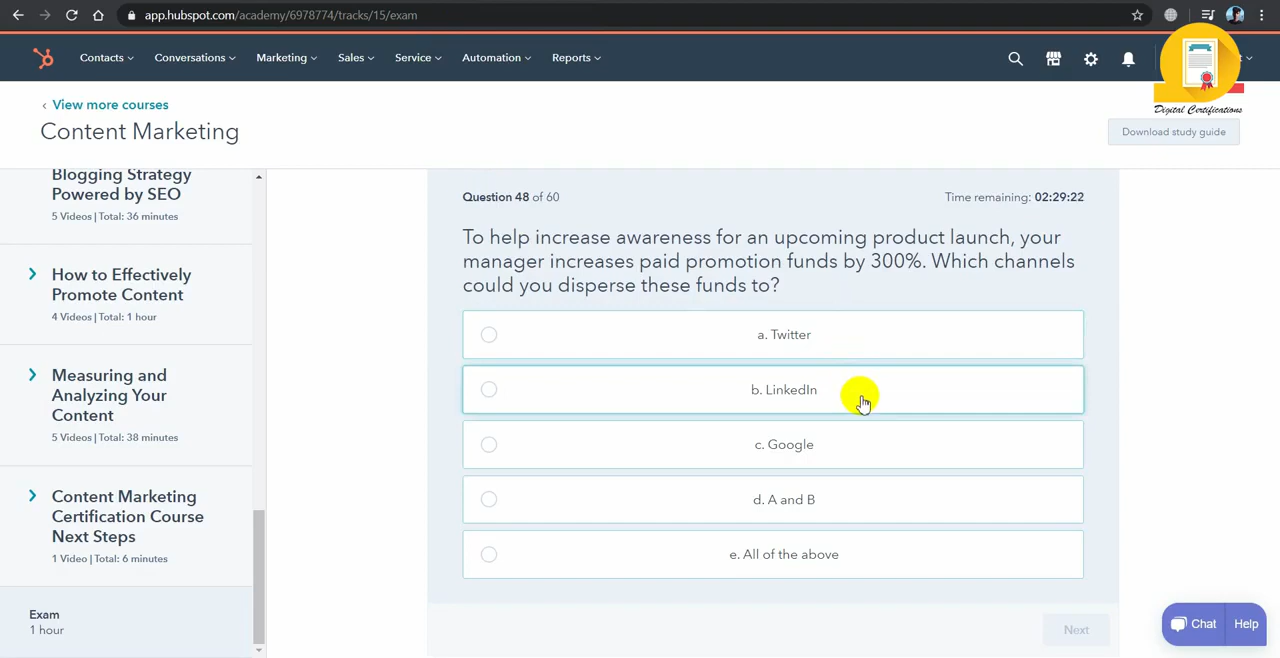 app.hubspot.com/academy/6978774/tracks/15/exam
Contacts Conversations Marketing Sales Service Automation Reports
Digital Certifications
View more courses
Content Marketing
Download study guide
Blogging Strategy
Powered by SEO
5 Videos | Total: 36 minutes
How to Effectively
Promote Content
4 Videos | Total: 1 hour
Measuring and
Analyzing Your
Content
5 Videos | Total: 38 minutes
Content Marketing
Certification Course
Next Steps
1 Video | Total: 6 minutes
Exam
1 hour
Question 48 of 60 Time remaining: 02:29:22
To help increase awareness for an upcoming product launch, your
manager increases paid promotion funds by 300%. Which channels
could you disperse these funds to?
a. Twitter
b. LinkedIn
c. Google
d. A and B
e. All of the above
Next
Chat Help